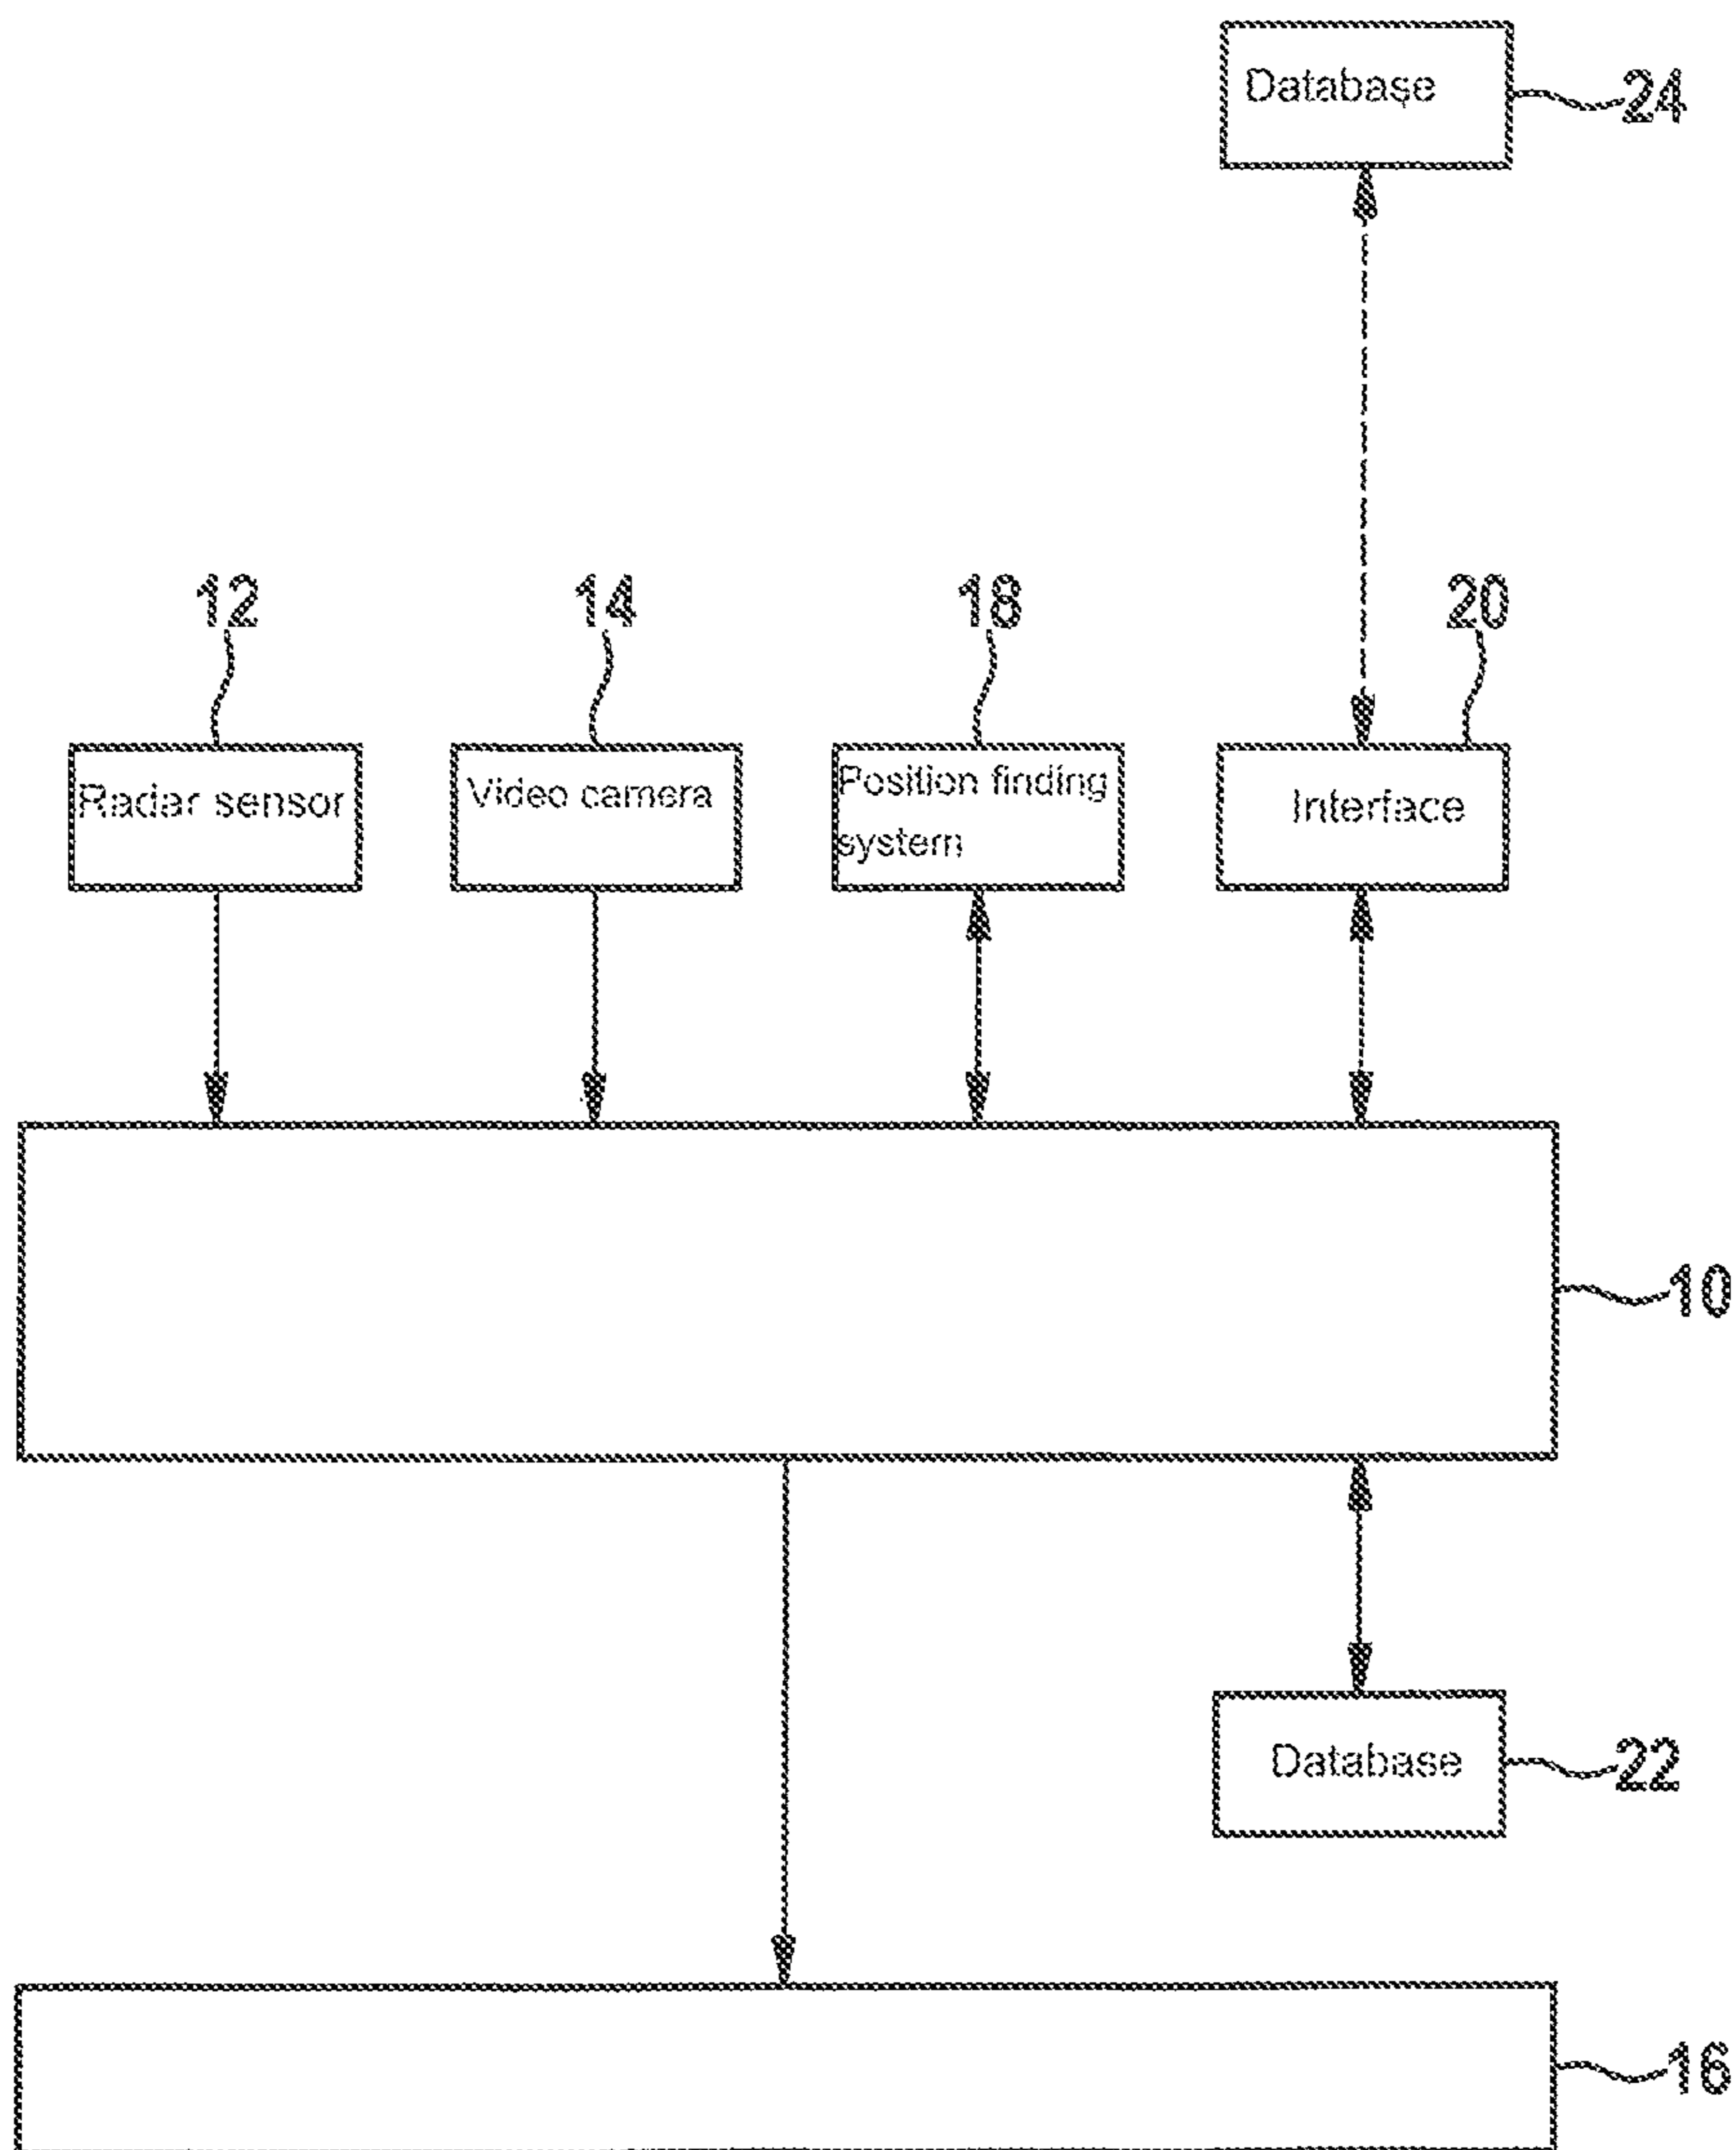 Database
24
12
14
18
20
Radar sensor
Video camera
Position finding
system
Interface
10
Database
22
16